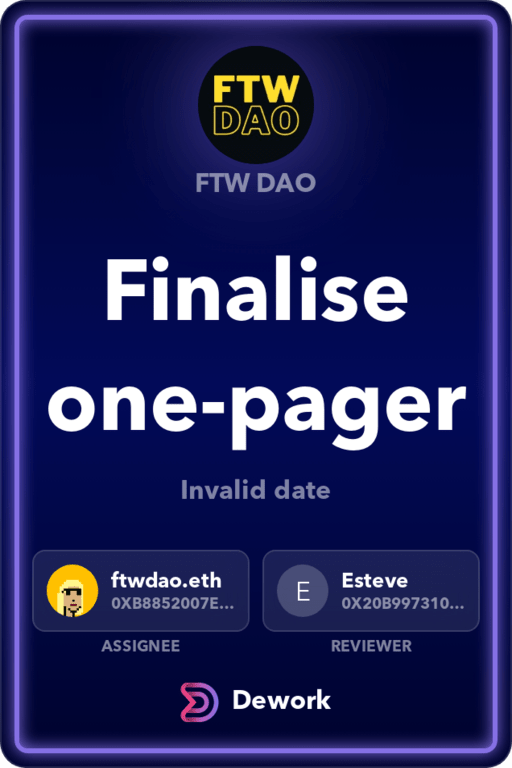 FTW
DAO
FTW DAO
Finalise
one-pager
Invalid date
ftwdao.eth
0XB8852007E...
ASSIGNEE
E
Esteve
0X20B997310...
REVIEWER
Dework